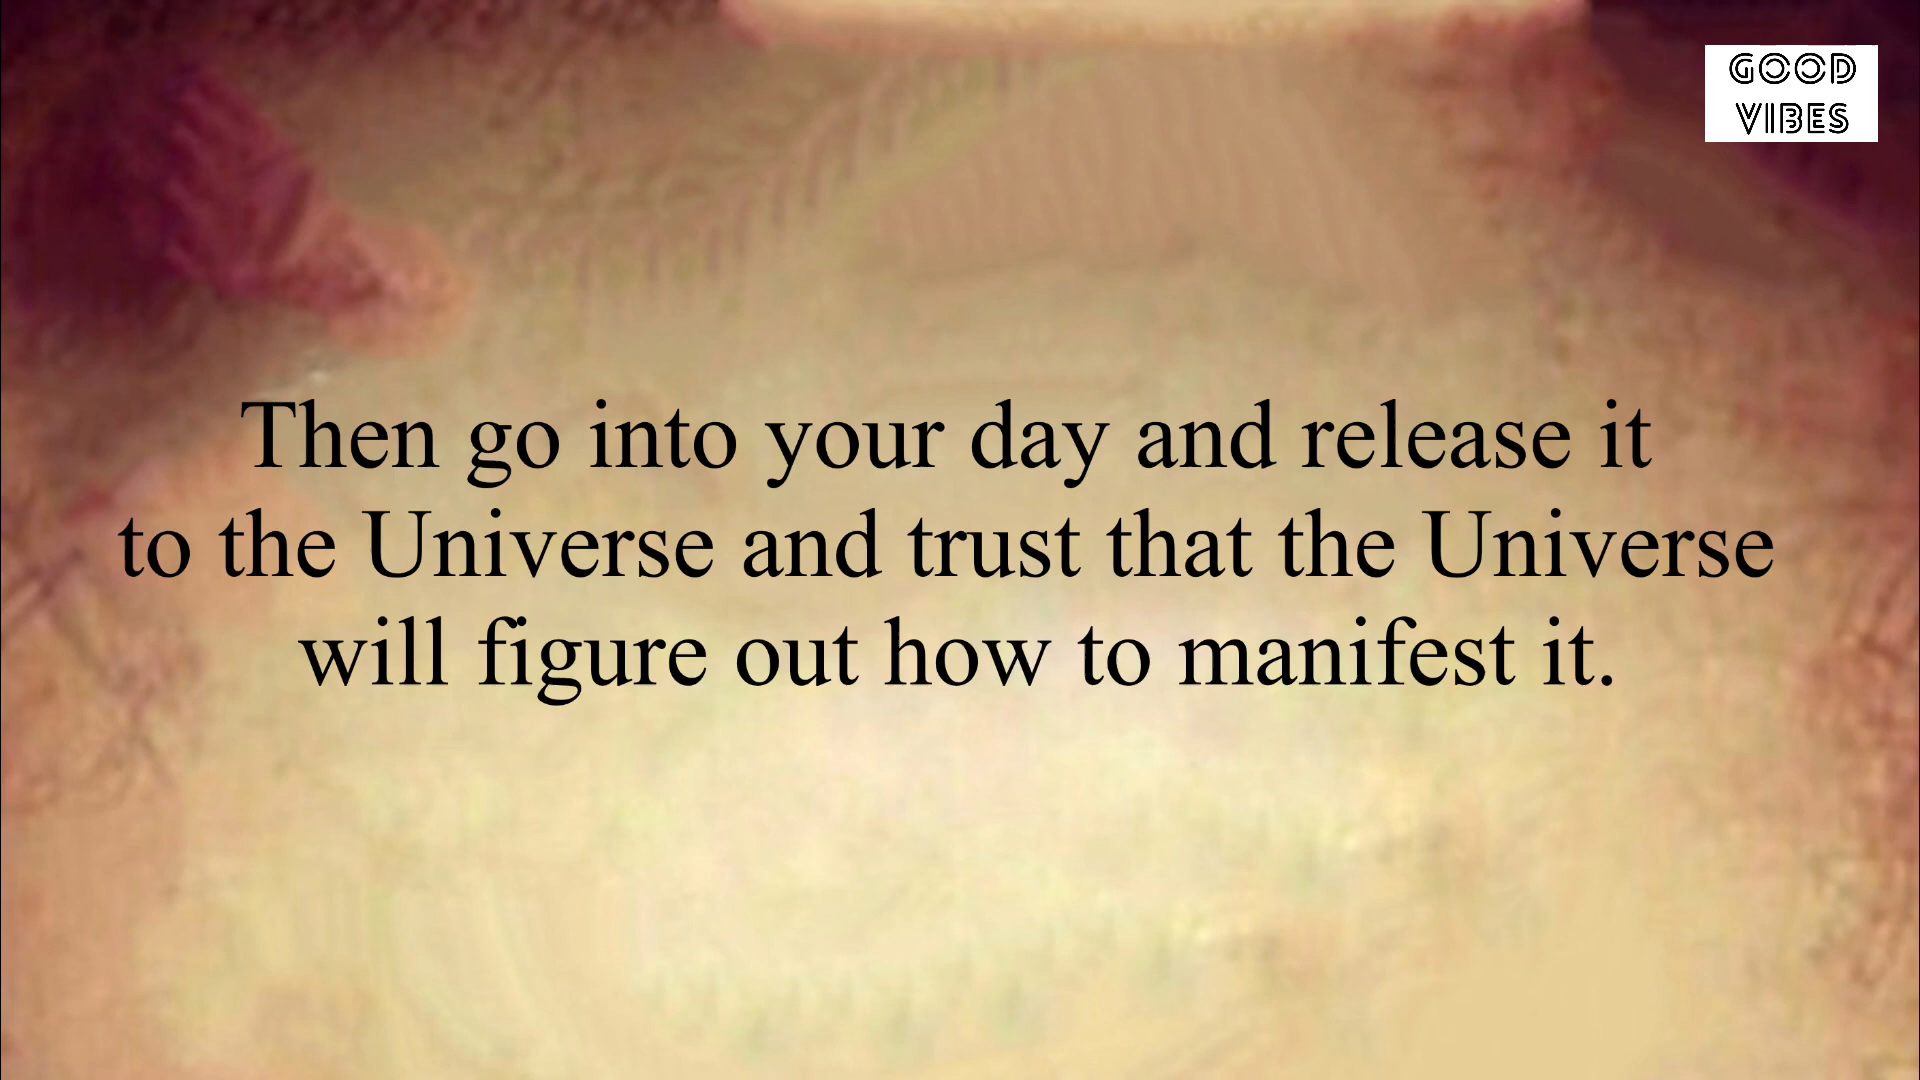 GOOD
VIBES
Then go into your day and release it
to the Universe and trust that the Universe
will figure out how to manifest it.